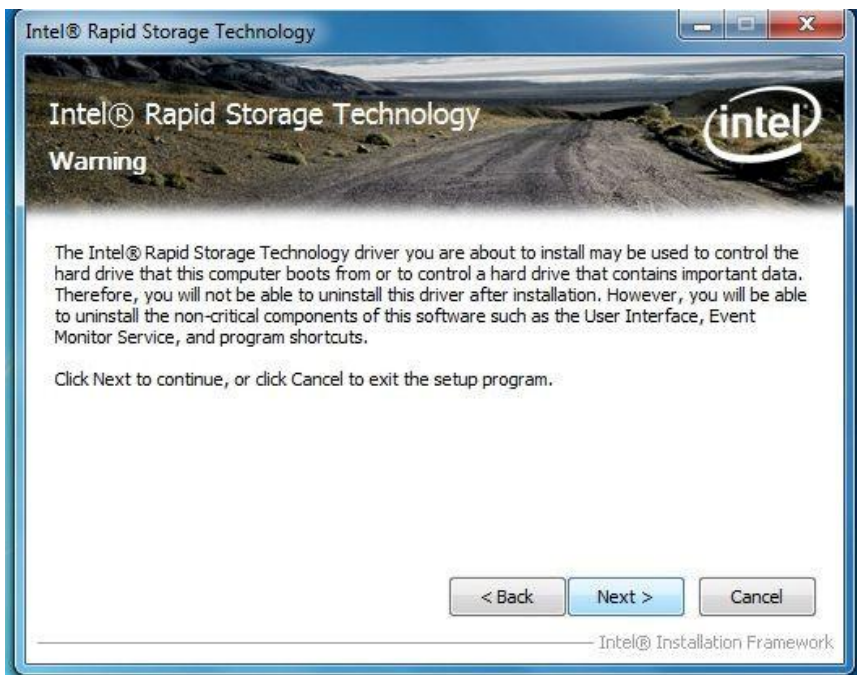 Intel® Rapid Storage Technology
Intel® Rapid Storage Technology
intel
Warning
The Intel® Rapid Storage Technology driver you are about to install may be used to control the
hard drive that this computer boots from or to control a hard drive that contains important data.
Therefore, you will not be able to uninstall this driver after installation. However, you will be able
to uninstall the non-critical components of this software such as the User Interface, Event
Monitor Service, and program shortcuts.
Click Next to continue, or click Cancel to exit the setup program.
< Back Next > Cancel
Intel® Installation Framework